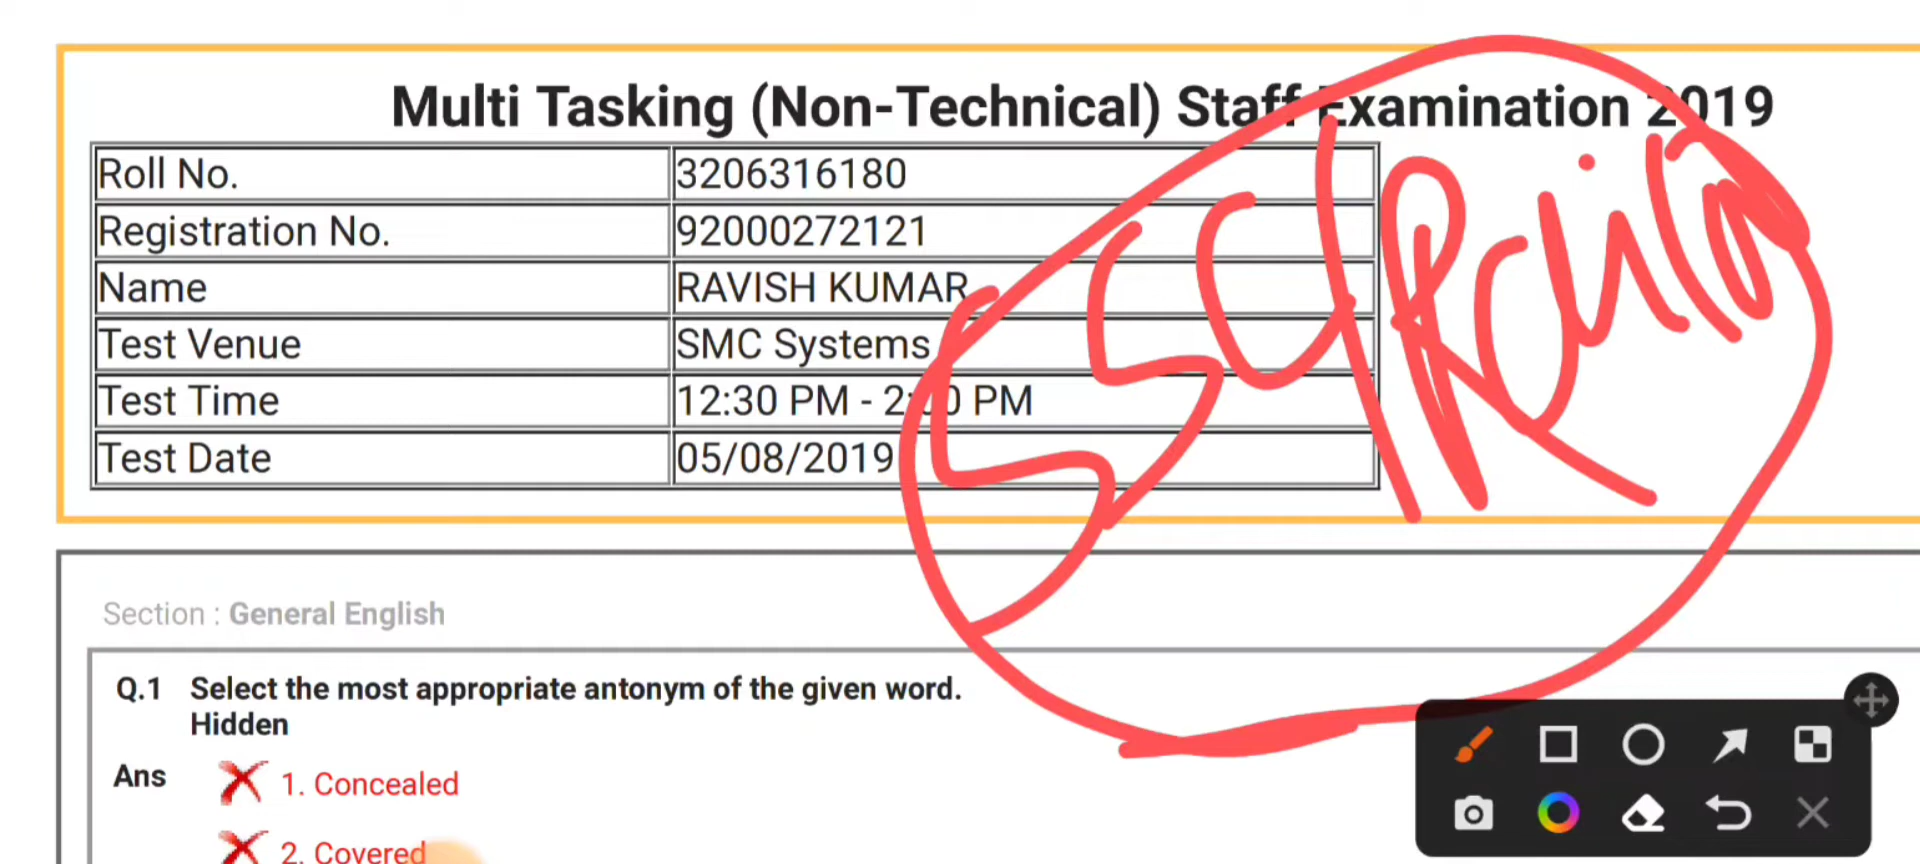 Multi Tasking (Non-Technical) Staff Examination 2019
Roll No. 3206316180
Registration No. 92000272121
Name RAVISH KUMAR
Test Venue SMC Systems
Test Time 12:30 PM - 2:00 PM
Test Date 05/08/2019
Section : General English
Q.1 Select the most appropriate antonym of the given word.
Hidden
Ans 1. Concealed
2. Covered